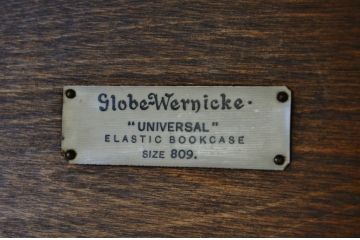 Globe-Wernicke.
"UNIVERSAL"
ELASTIC BOOKCASE
SIZE 809.